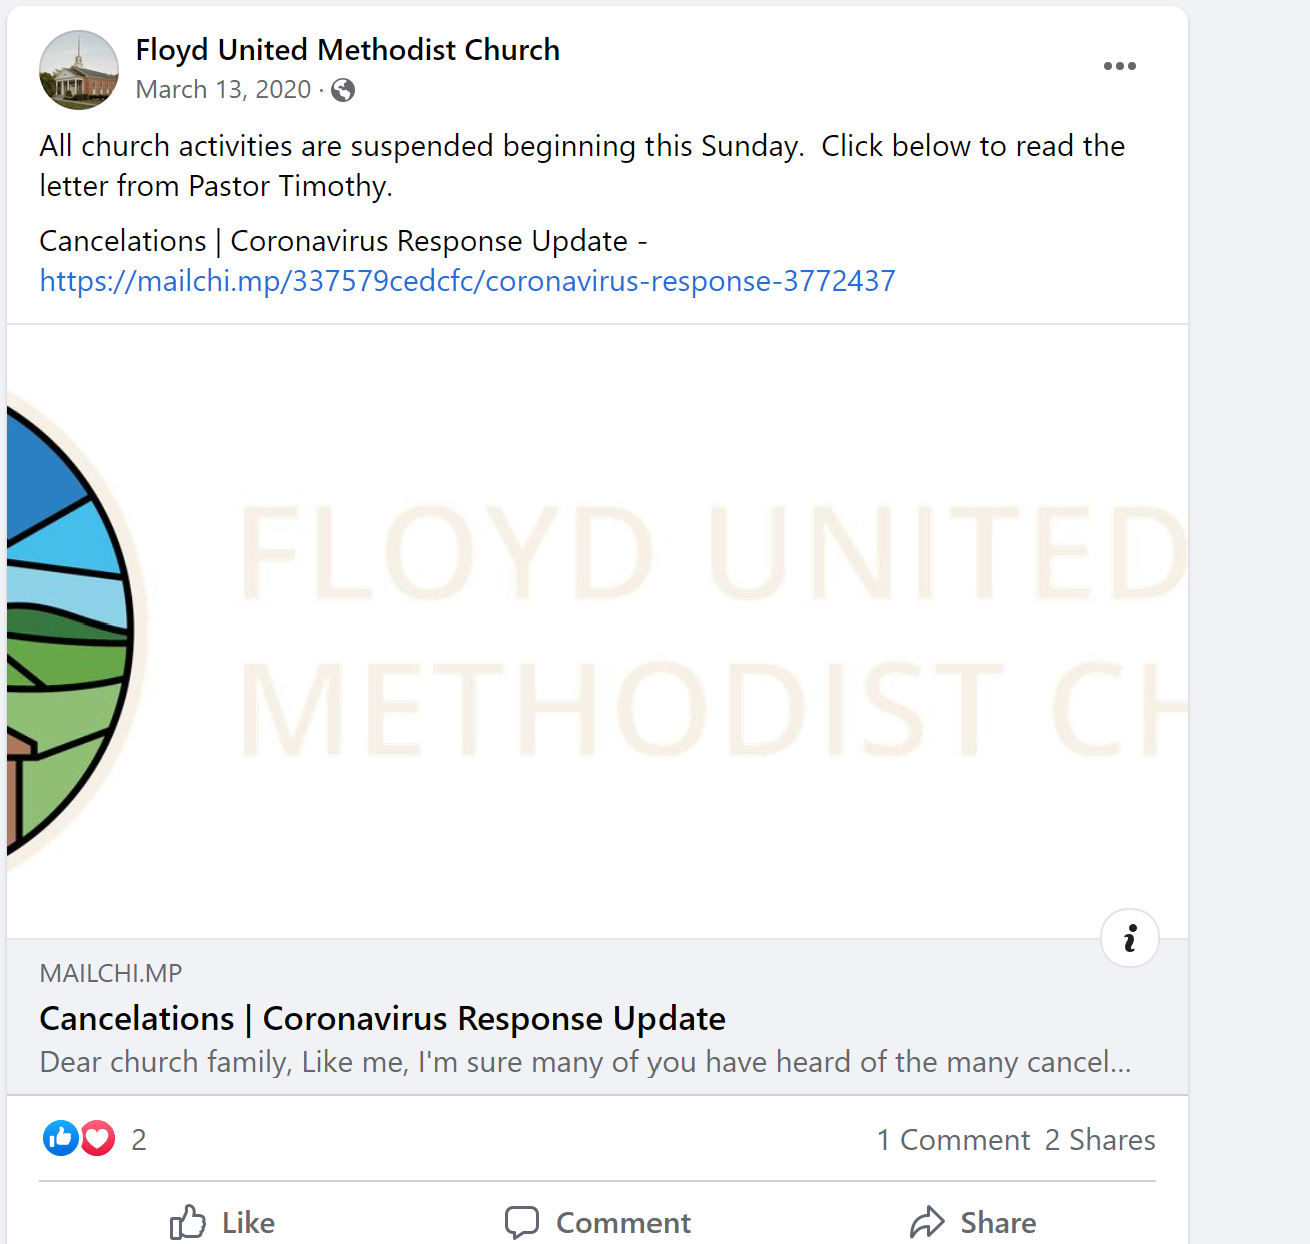 Floyd United Methodist Church
March 13, 2020 ·
All church activities are suspended beginning this Sunday.  Click below to read the
letter from Pastor Timothy.
Cancelations | Coronavirus Response Update -
https://mailchi.mp/337579cedcfc/coronavirus-response-3772437
FLOYD UNITED
METHODIST CH
i
MAILCHI.MP
Cancelations | Coronavirus Response Update
Dear church family, Like me, I'm sure many of you have heard of the many cancel...
2 1 Comment 2 Shares
Like Comment Share